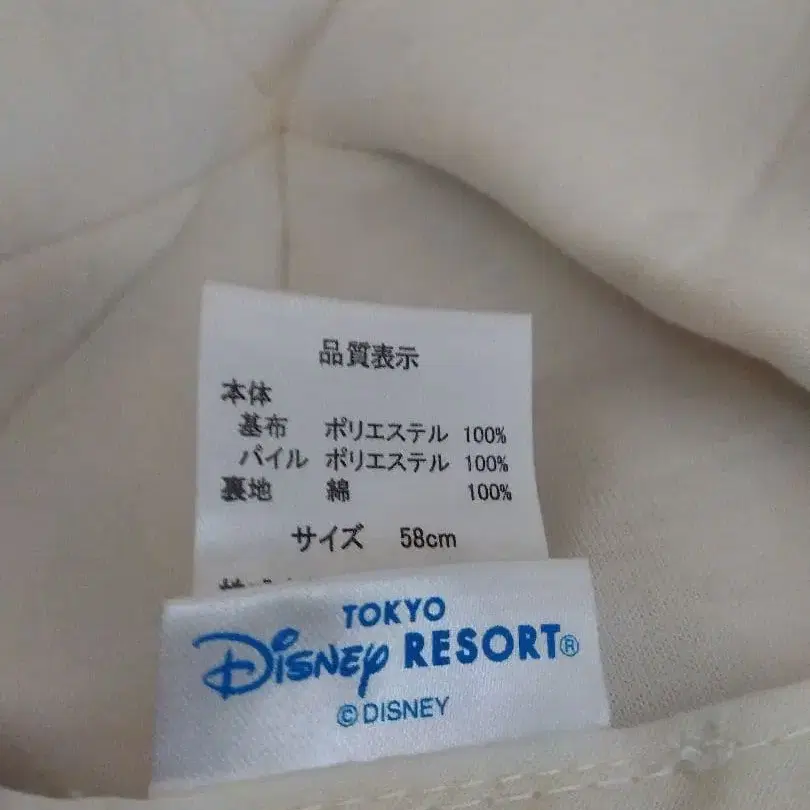 品質表示
本体
基布 ポリエステル 100%
パイル ポリエステル 100%
裏地 綿 100%
サイズ 58cm
TOKYO
Disney RESORT®
©DISNEY